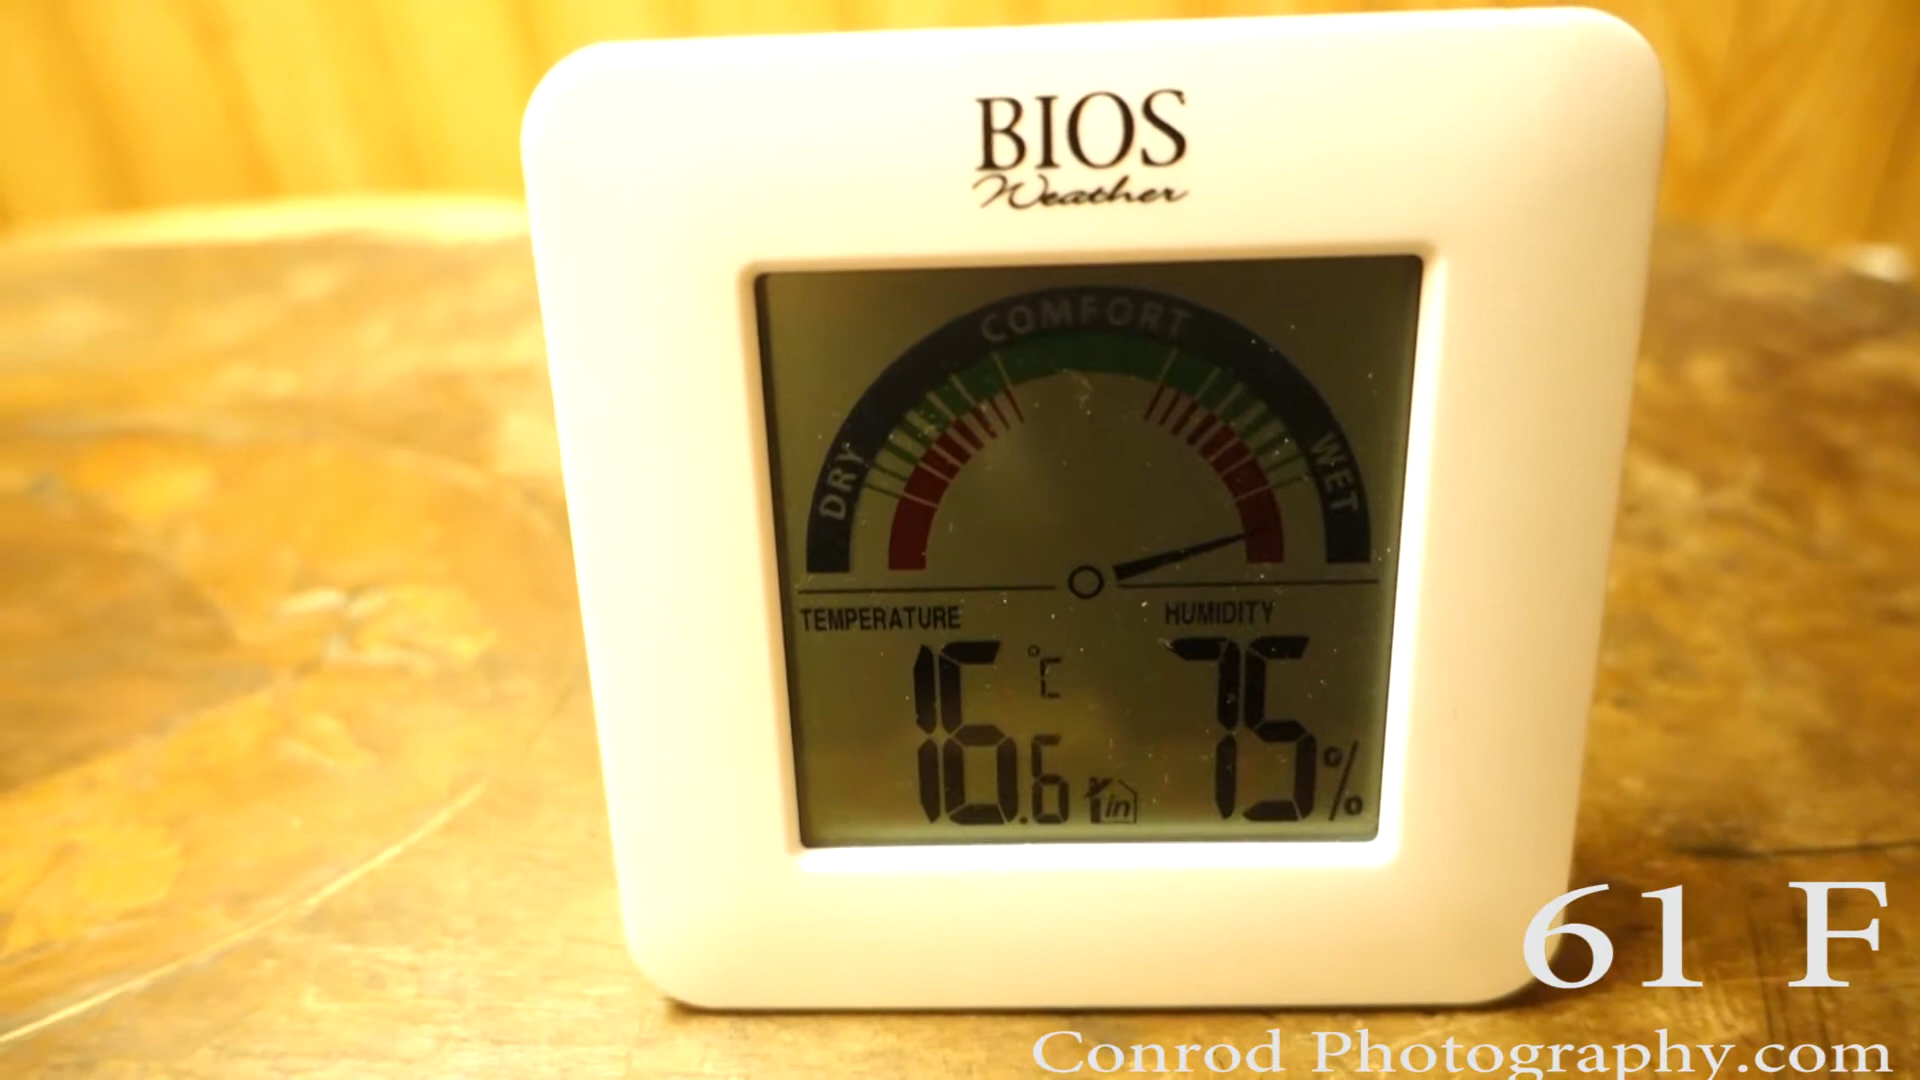 BIOS
Weather
COMFORT
DRY
WET
TEMPERATURE
HUMIDITY
16.6 °C
in
75%
61 F
Conrod Photography.com